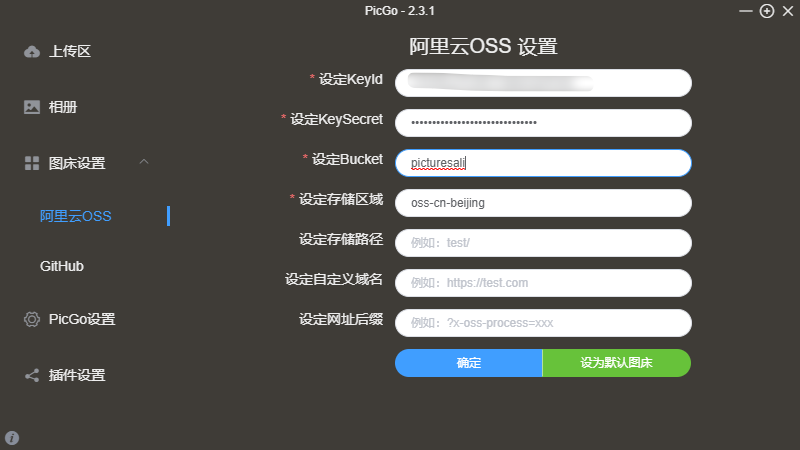 PicGo - 2.3.1
上传区
相册
图床设置
阿里云OSS
GitHub
PicGo设置
插件设置
阿里云OSS 设置
* 设定KeyId
* 设定KeySecret
* 设定Bucket
picturesali
* 设定存储区域
oss-cn-beijing
设定存储路径
例如：test/
设定自定义域名
例如：https://test.com
设定网址后缀
例如：?x-oss-process=xxx
确定
设为默认图床